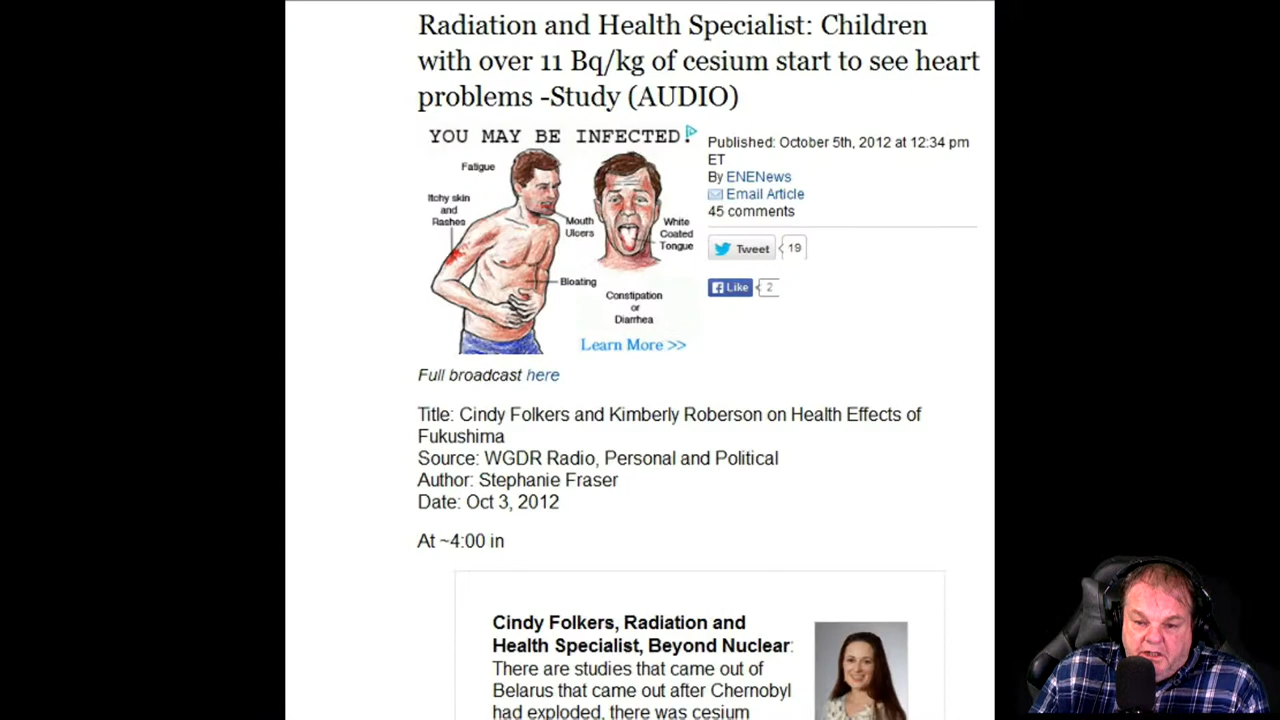 Radiation and Health Specialist: Children
with over 11 Bq/kg of cesium start to see heart
problems -Study (AUDIO)
YOU MAY BE INFECTED!
Fatigue
Itchy skin
and
Rashes
Mouth
Ulcers
White
Coated
Tongue
Bloating
Constipation
or
Diarrhea
Learn More >>
Published: October 5th, 2012 at 12:34 pm
ET
By ENENews
Email Article
45 comments
Tweet 19
Like 2
Full broadcast here
Title: Cindy Folkers and Kimberly Roberson on Health Effects of
Fukushima
Source: WGDR Radio, Personal and Political
Author: Stephanie Fraser
Date: Oct 3, 2012
At ~4:00 in
Cindy Folkers, Radiation and
Health Specialist, Beyond Nuclear:
There are studies that came out of
Belarus that came out after Chernobyl
had exploded, there was cesium